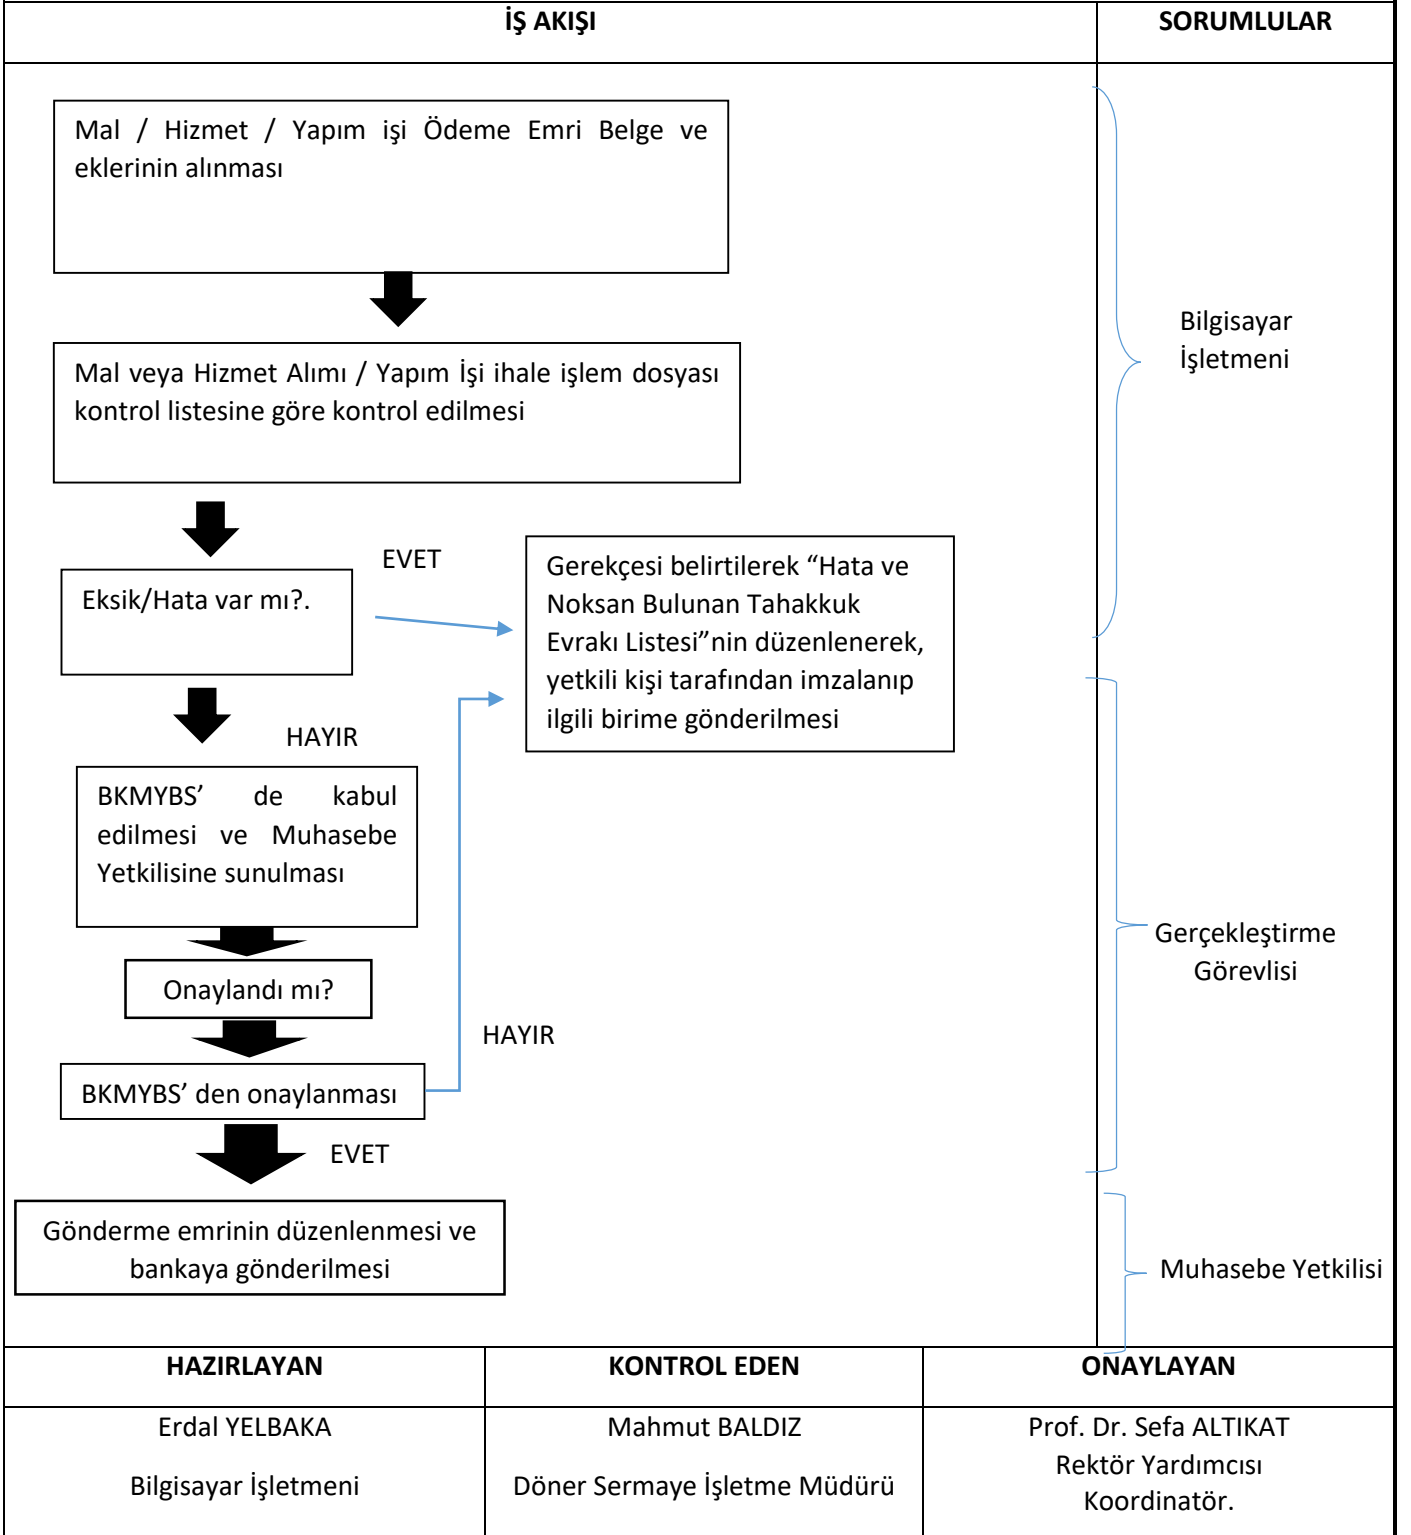 İŞ AKIŞI
SORUMLULAR
Mal / Hizmet / Yapım işi Ödeme Emri Belge ve
eklerinin alınması
Mal veya Hizmet Alımı / Yapım İşi ihale işlem dosyası
kontrol listesine göre kontrol edilmesi
Bilgisayar
İşletmeni
EVET
Eksik/Hata var mı?.
Gerekçesi belirtilerek “Hata ve
Noksan Bulunan Tahakkuk
Evrakı Listesi”nin düzenlenerek,
yetkili kişi tarafından imzalanıp
ilgili birime gönderilmesi
HAYIR
BKMYBS’ de kabul
edilmesi ve Muhasebe
Yetkilisine sunulması
Gerçekleştirme
Görevlisi
Onaylandı mı?
HAYIR
BKMYBS’ den onaylanması
EVET
Gönderme emrinin düzenlenmesi ve
bankaya gönderilmesi
Muhasebe Yetkilisi
HAZIRLAYAN
KONTROL EDEN
ONAYLAYAN
Erdal YELBAKA
Bilgisayar İşletmeni
Mahmut BALDIZ
Döner Sermaye İşletme Müdürü
Prof. Dr. Sefa ALTIKAT
Rektör Yardımcısı
Koordinatör.